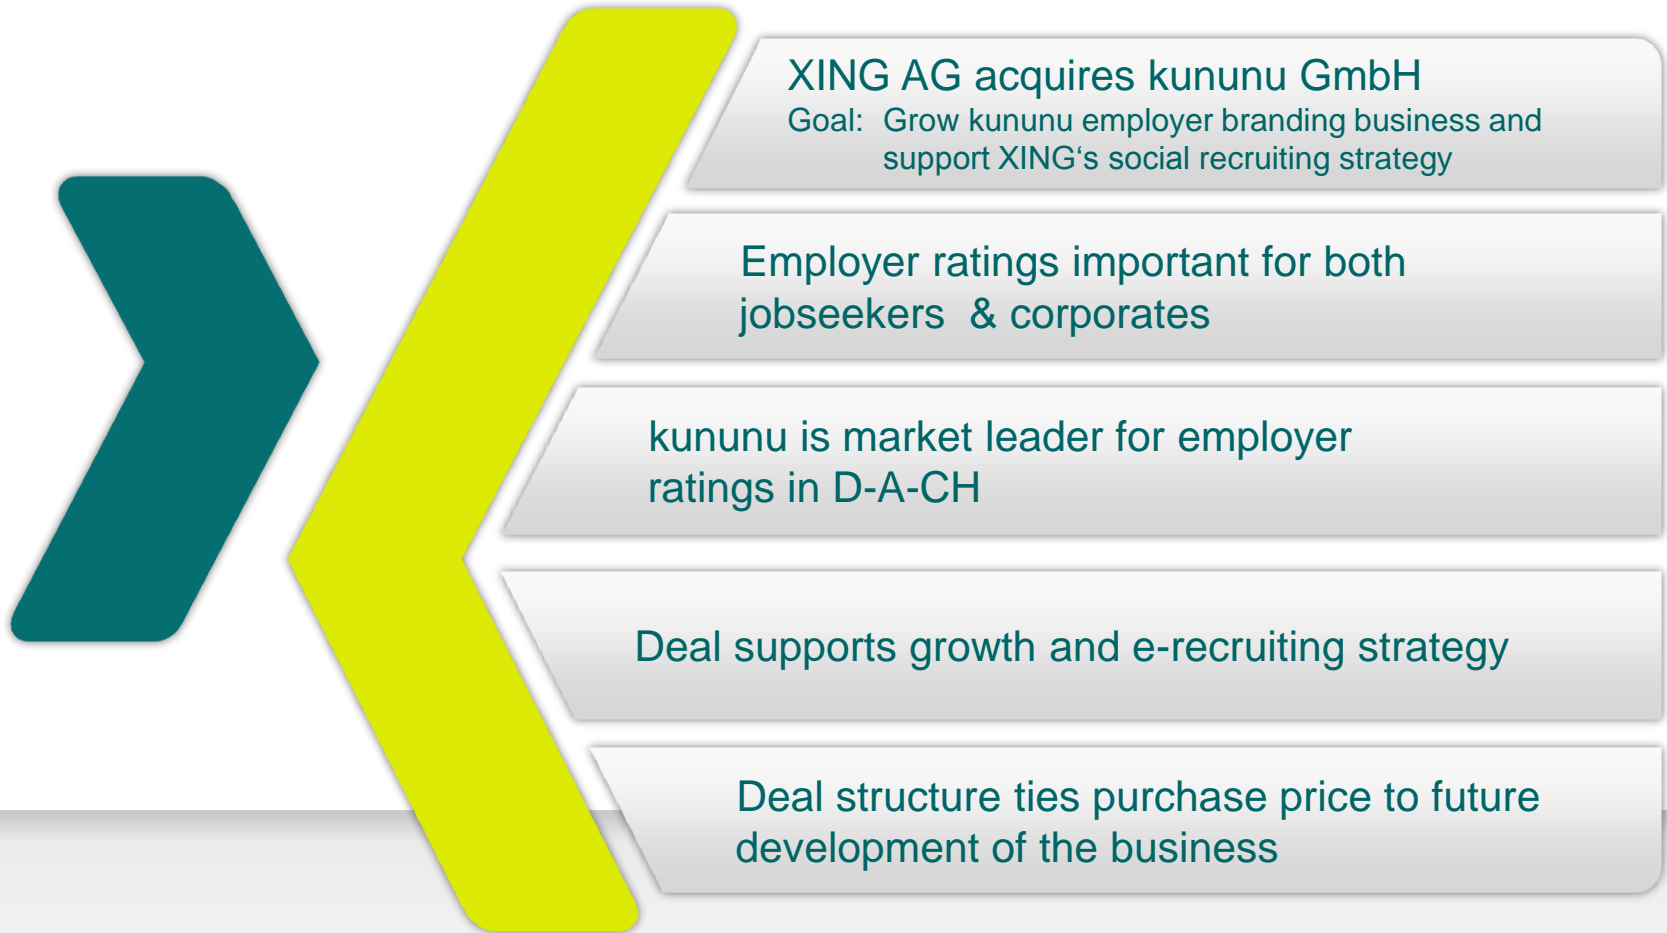 XING AG acquires kununu GmbH
Goal: Grow kununu employer branding business and
support XING‘s social recruiting strategy
Employer ratings important for both
jobseekers & corporates
kununu is market leader for employer
ratings in D-A-CH
Deal supports growth and e-recruiting strategy
Deal structure ties purchase price to future
development of the business